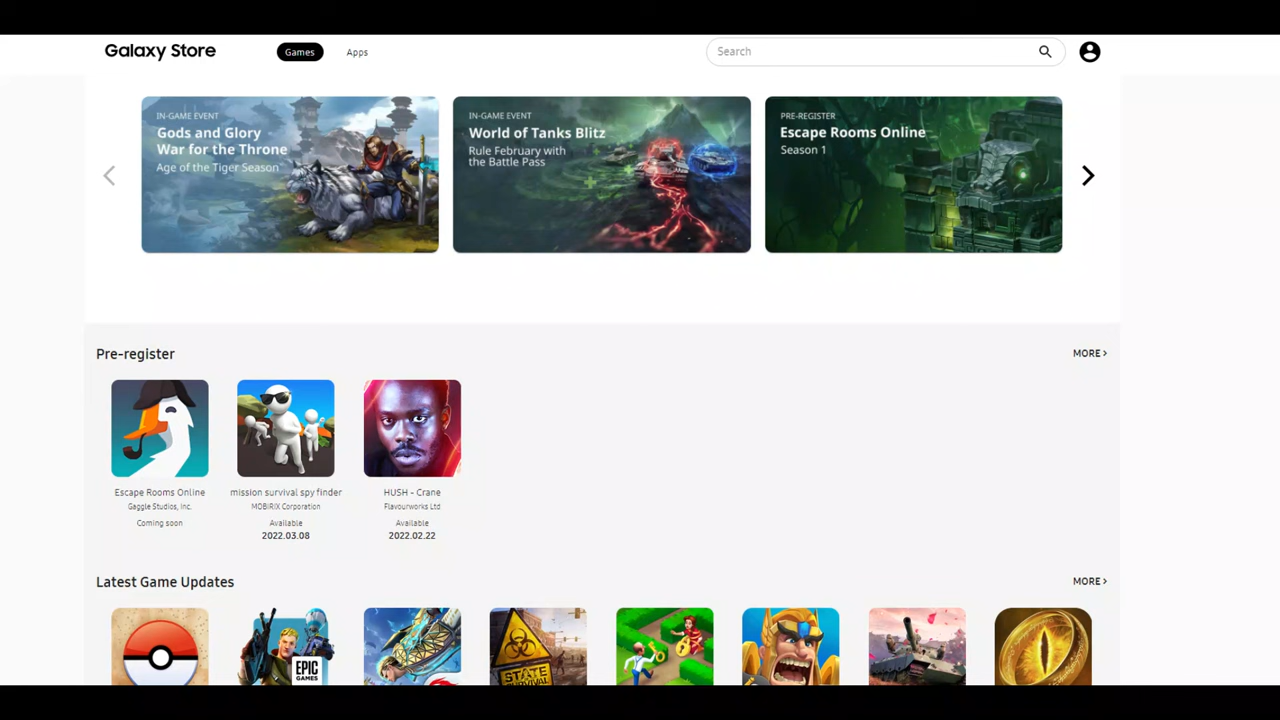 Galaxy Store
Games
Apps
Search
IN-GAME EVENT
Gods and Glory
War for the Throne
Age of the Tiger Season
IN-GAME EVENT
World of Tanks Blitz
Rule February with
the Battle Pass
PRE-REGISTER
Escape Rooms Online
Season 1
Pre-register
MORE >
Escape Rooms Online
Gaggle Studios, Inc.
Coming soon
mission survival spy finder
MOBIRIX Corporation
Available
2022.03.08
HUSH - Crane
Flavourworks Ltd
Available
2022.02.22
Latest Game Updates
MORE >
EPIC
GAMES
STATE
SURVIVAL